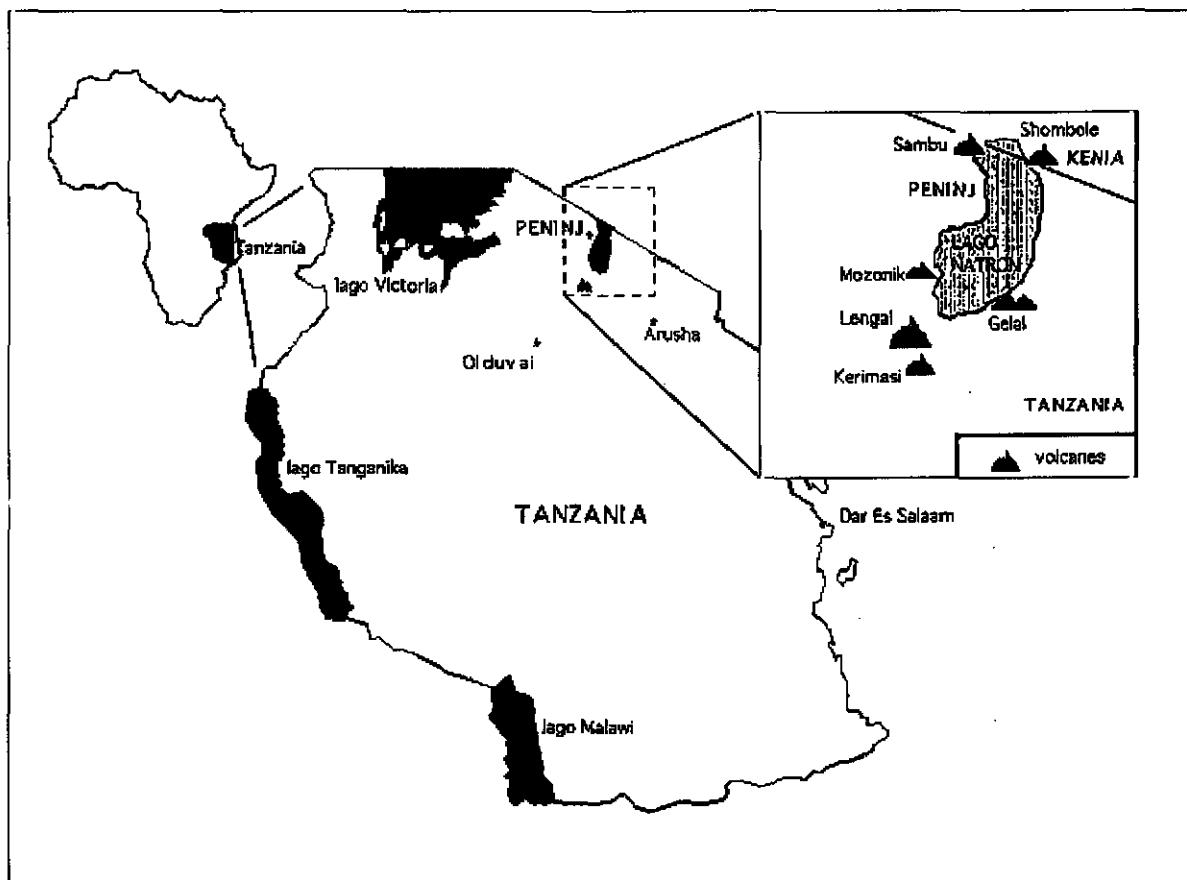 Tanzania
PENINJ
lago Victoria
Olduvai
Arusha
lago Tanganika
TANZANIA
Dar Es Salaam
lago Malawi
Sambu
Shombole
KENIA
PENINJ
LAGO
NATRON
Mozonik
Lengai
Gelai
Kerimasi
TANZANIA
volcanes